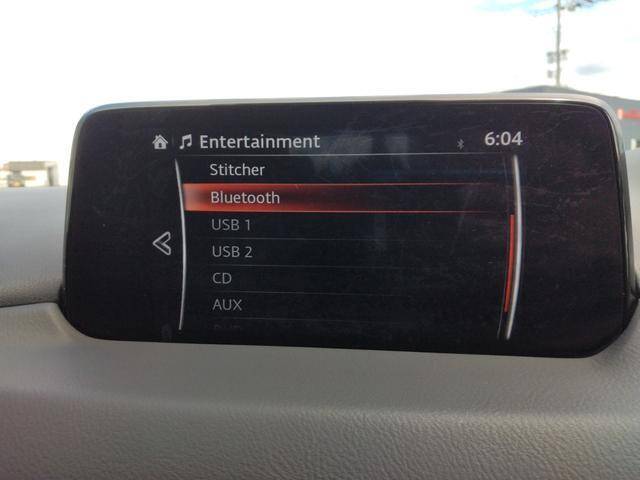 Entertainment 6:04
Stitcher
Bluetooth
USB 1
USB 2
CD
AUX